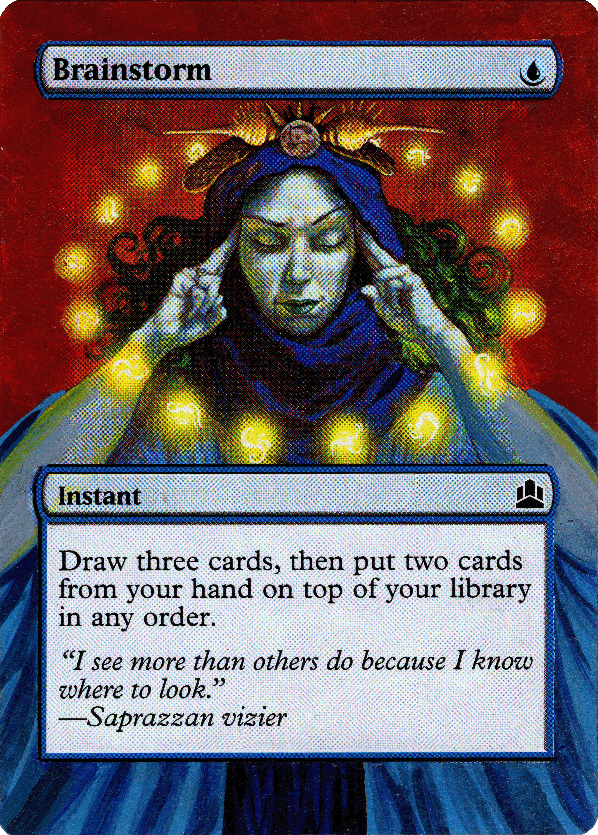 Brainstorm
Instant
Draw three cards, then put two cards
from your hand on top of your library
in any order.
“I see more than others do because I know
where to look.”
—Saprazzan vizier